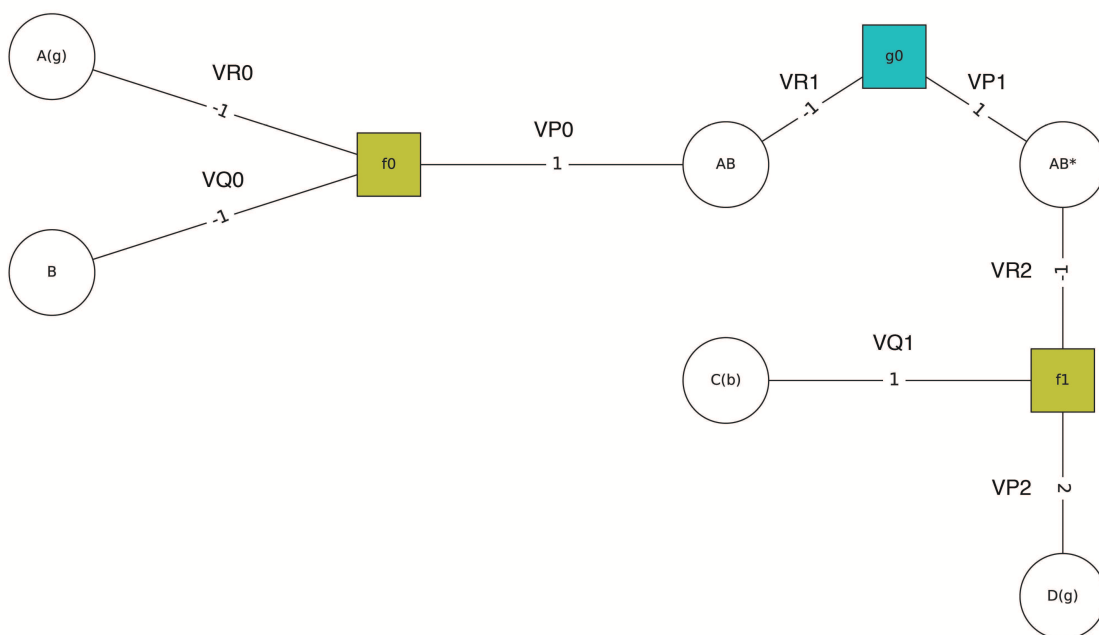 A(g)
VR0
-1
B
VQ0
-1
f0
VP0
1
AB
VR1
-1
g0
VP1
1
AB*
VR2
-1
C(b)
VQ1
1
f1
VP2
2
D(g)